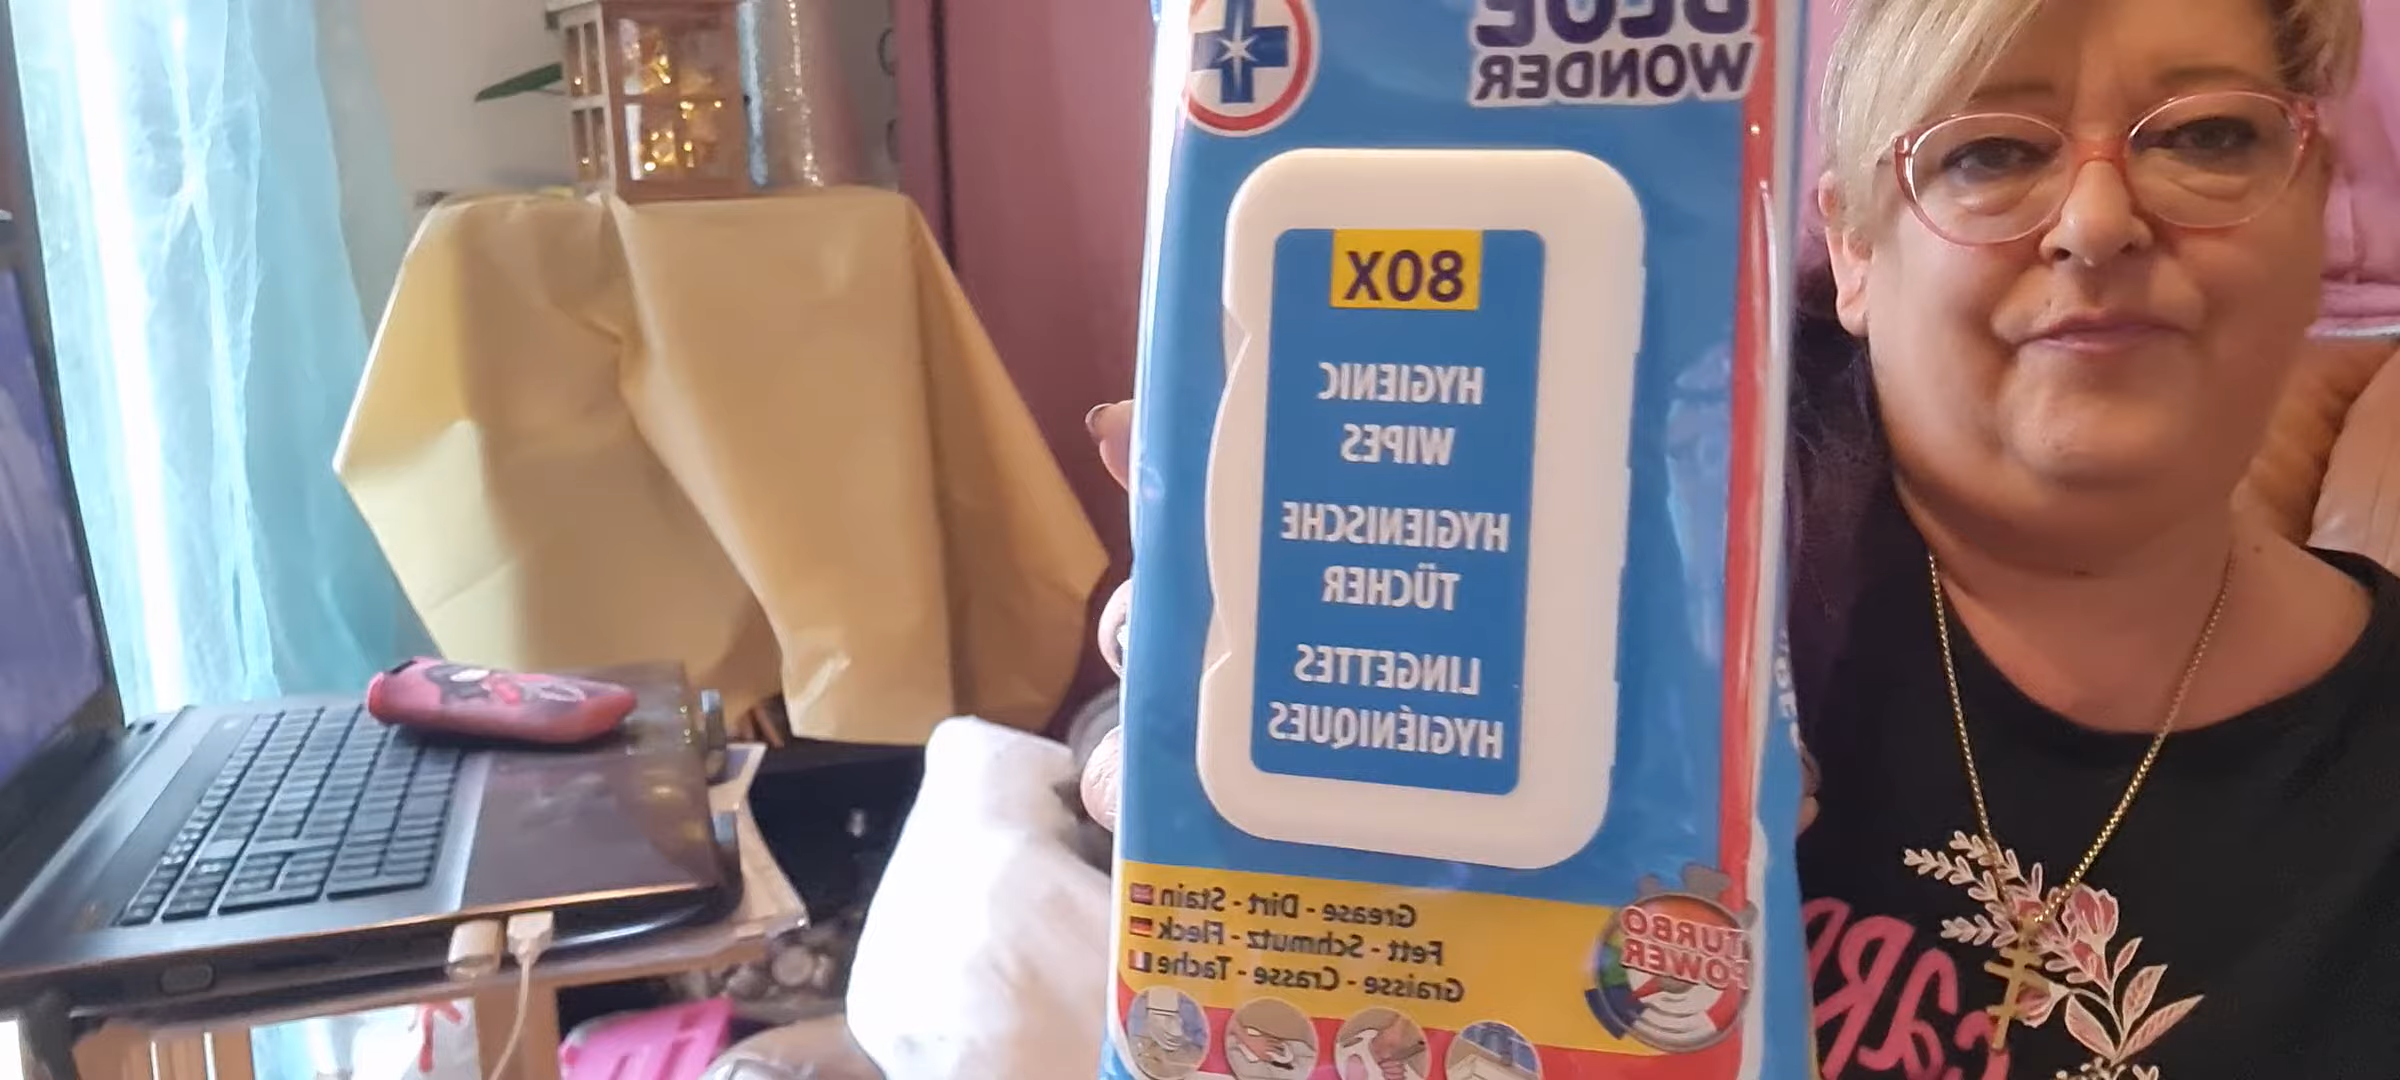 BLUE
WONDER
80X
HYGIENIC
WIPES
HYGIENISCHE
TÜCHER
LINGETTES
HYGIÉNIQUES
Grease - Dirt - Stain
Fett - Schmutz - Fleck
Graisse - Crasse - Tache
TURBO
POWER